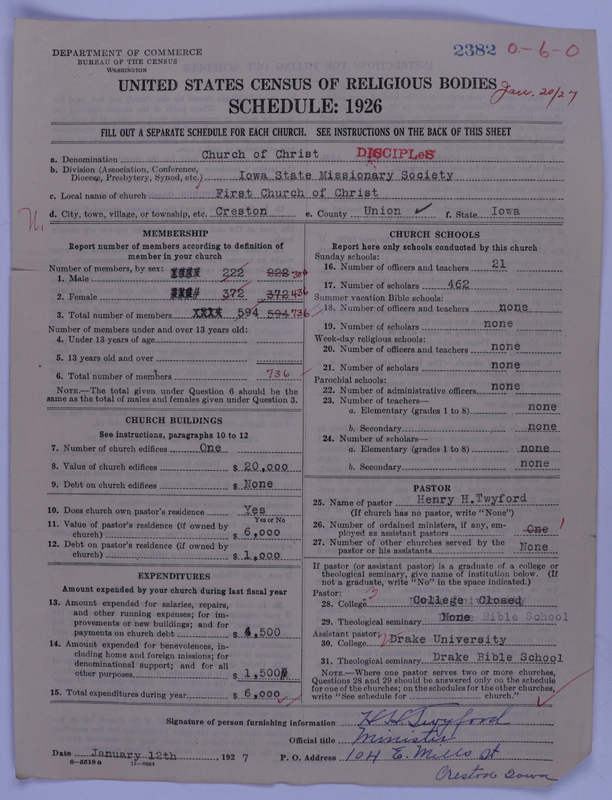 DEPARTMENT OF COMMERCE
BUREAU OF THE CENSUS
WASHINGTON
2382 0-6-0
UNITED STATES CENSUS OF RELIGIOUS BODIES
Jan. 20/27
SCHEDULE: 1926
FILL OUT A SEPARATE SCHEDULE FOR EACH CHURCH. SEE INSTRUCTIONS ON THE BACK OF THIS SHEET
a. Denomination Church of Christ DISCIPLES
b. Division (Association, Conference, Diocese, Presbytery, Synod, etc.) Iowa State Missionary Society
c. Local name of church First Church of Christ
d. City, town, village, or township, etc. Creston e. County Union ✓ f. State Iowa
MEMBERSHIP
Report number of members according to definition of
member in your church
Number of members, by sex:
1. Male 222 222 300
2. Female 372 372 436
3. Total number of members 594 594 736
Number of members under and over 13 years old:
4. Under 13 years of age
5. 13 years old and over
6. Total number of members 736
NOTE.—The total given under Question 6 should be the
same as the total of males and females given under Question 3.
CHURCH BUILDINGS
See instructions, paragraphs 10 to 12
7. Number of church edifices One
8. Value of church edifices $ 20,000
9. Debt on church edifices $ None
10. Does church own pastor's residence Yes
Yes or No
11. Value of pastor's residence (if owned by
church) $ 6,000
12. Debt on pastor's residence (if owned by
church) $ 1,000
EXPENDITURES
Amount expended by your church during last fiscal year
13. Amount expended for salaries, repairs,
and other running expenses; for im-
provements or new buildings; and for
payments on church debt $ 4,500
14. Amount expended for benevolences, in-
cluding home and foreign missions; for
denominational support; and for all
other purposes $ 1,500
15. Total expenditures during year $ 6,000
CHURCH SCHOOLS
Report here only schools conducted by this church
Sunday schools:
16. Number of officers and teachers 21
17. Number of scholars 462
Summer vacation Bible schools:
18. Number of officers and teachers none
19. Number of scholars none
Week-day religious schools:
20. Number of officers and teachers none
21. Number of scholars none
Parochial schools:
22. Number of administrative officers none
23. Number of teachers—
a. Elementary (grades 1 to 8) none
b. Secondary none
24. Number of scholars—
a. Elementary (grades 1 to 8) none
b. Secondary none
PASTOR
25. Name of pastor Henry H. Twyford
(If church has no pastor, write "None")
26. Number of ordained ministers, if any, em-
ployed as assistant pastors One 1
27. Number of other churches served by the
pastor or his assistants None
If pastor (or assistant pastor) is a graduate of a college or
theological seminary, give name of institution below. (If
not a graduate, write "No" in the space indicated.)
Pastor:
28. College College Closed
29. Theological seminary None Bible School
Assistant pastor:
30. College Drake University
31. Theological seminary Drake Bible School
NOTE.—Where one pastor serves two or more churches,
Questions 28 and 29 should be answered only on the schedule
for one of the churches; on the schedules for the other churches,
write "See schedule for church."
Signature of person furnishing information H H Twyford
Official title Minister
Date January 12th 1927 P. O. Address 104 E. Mills St
8-5518a 11-9564
Creston Iowa